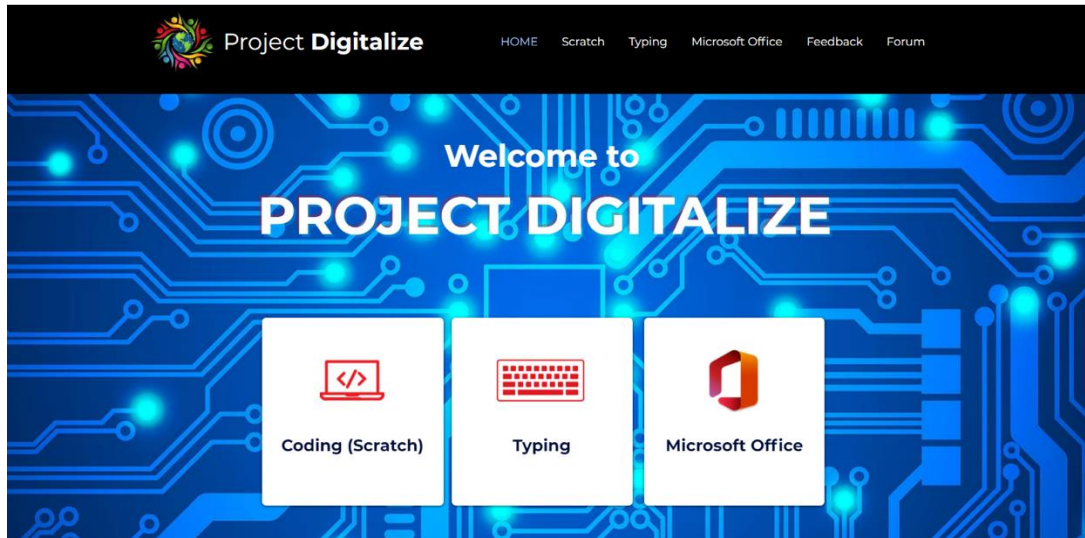 Project Digitalize
HOME Scratch Typing Microsoft Office Feedback Forum
Welcome to
PROJECT DIGITALIZE
</>
Coding (Scratch)
Typing
Microsoft Office